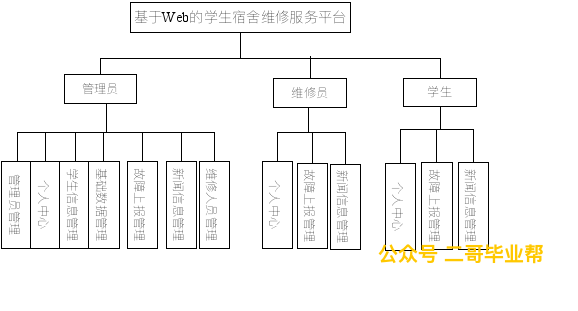 基于Web的学生宿舍维修服务平台
管理员
维修员
学生
管理员管理
个人中心
学生信息管理
基础数据管理
故障上报管理
新闻信息管理
维修人员管理
个人中心
故障上报管理
新闻信息管理
个人中心
故障上报管理
新闻信息管理
公众号 二哥毕业帮